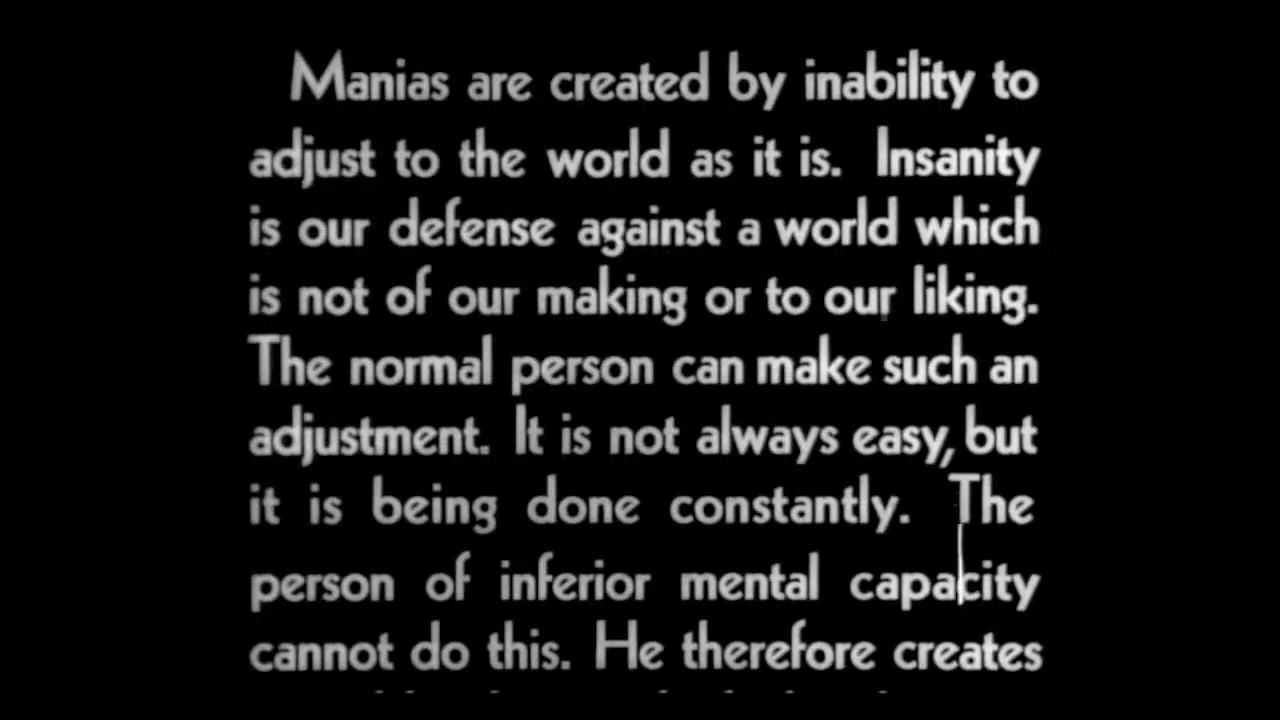 Manias are created by inability to
adjust to the world as it is. Insanity
is our defense against a world which
is not of our making or to our liking.
The normal person can make such an
adjustment. It is not always easy, but
it is being done constantly. The
person of inferior mental capacity
cannot do this. He therefore creates